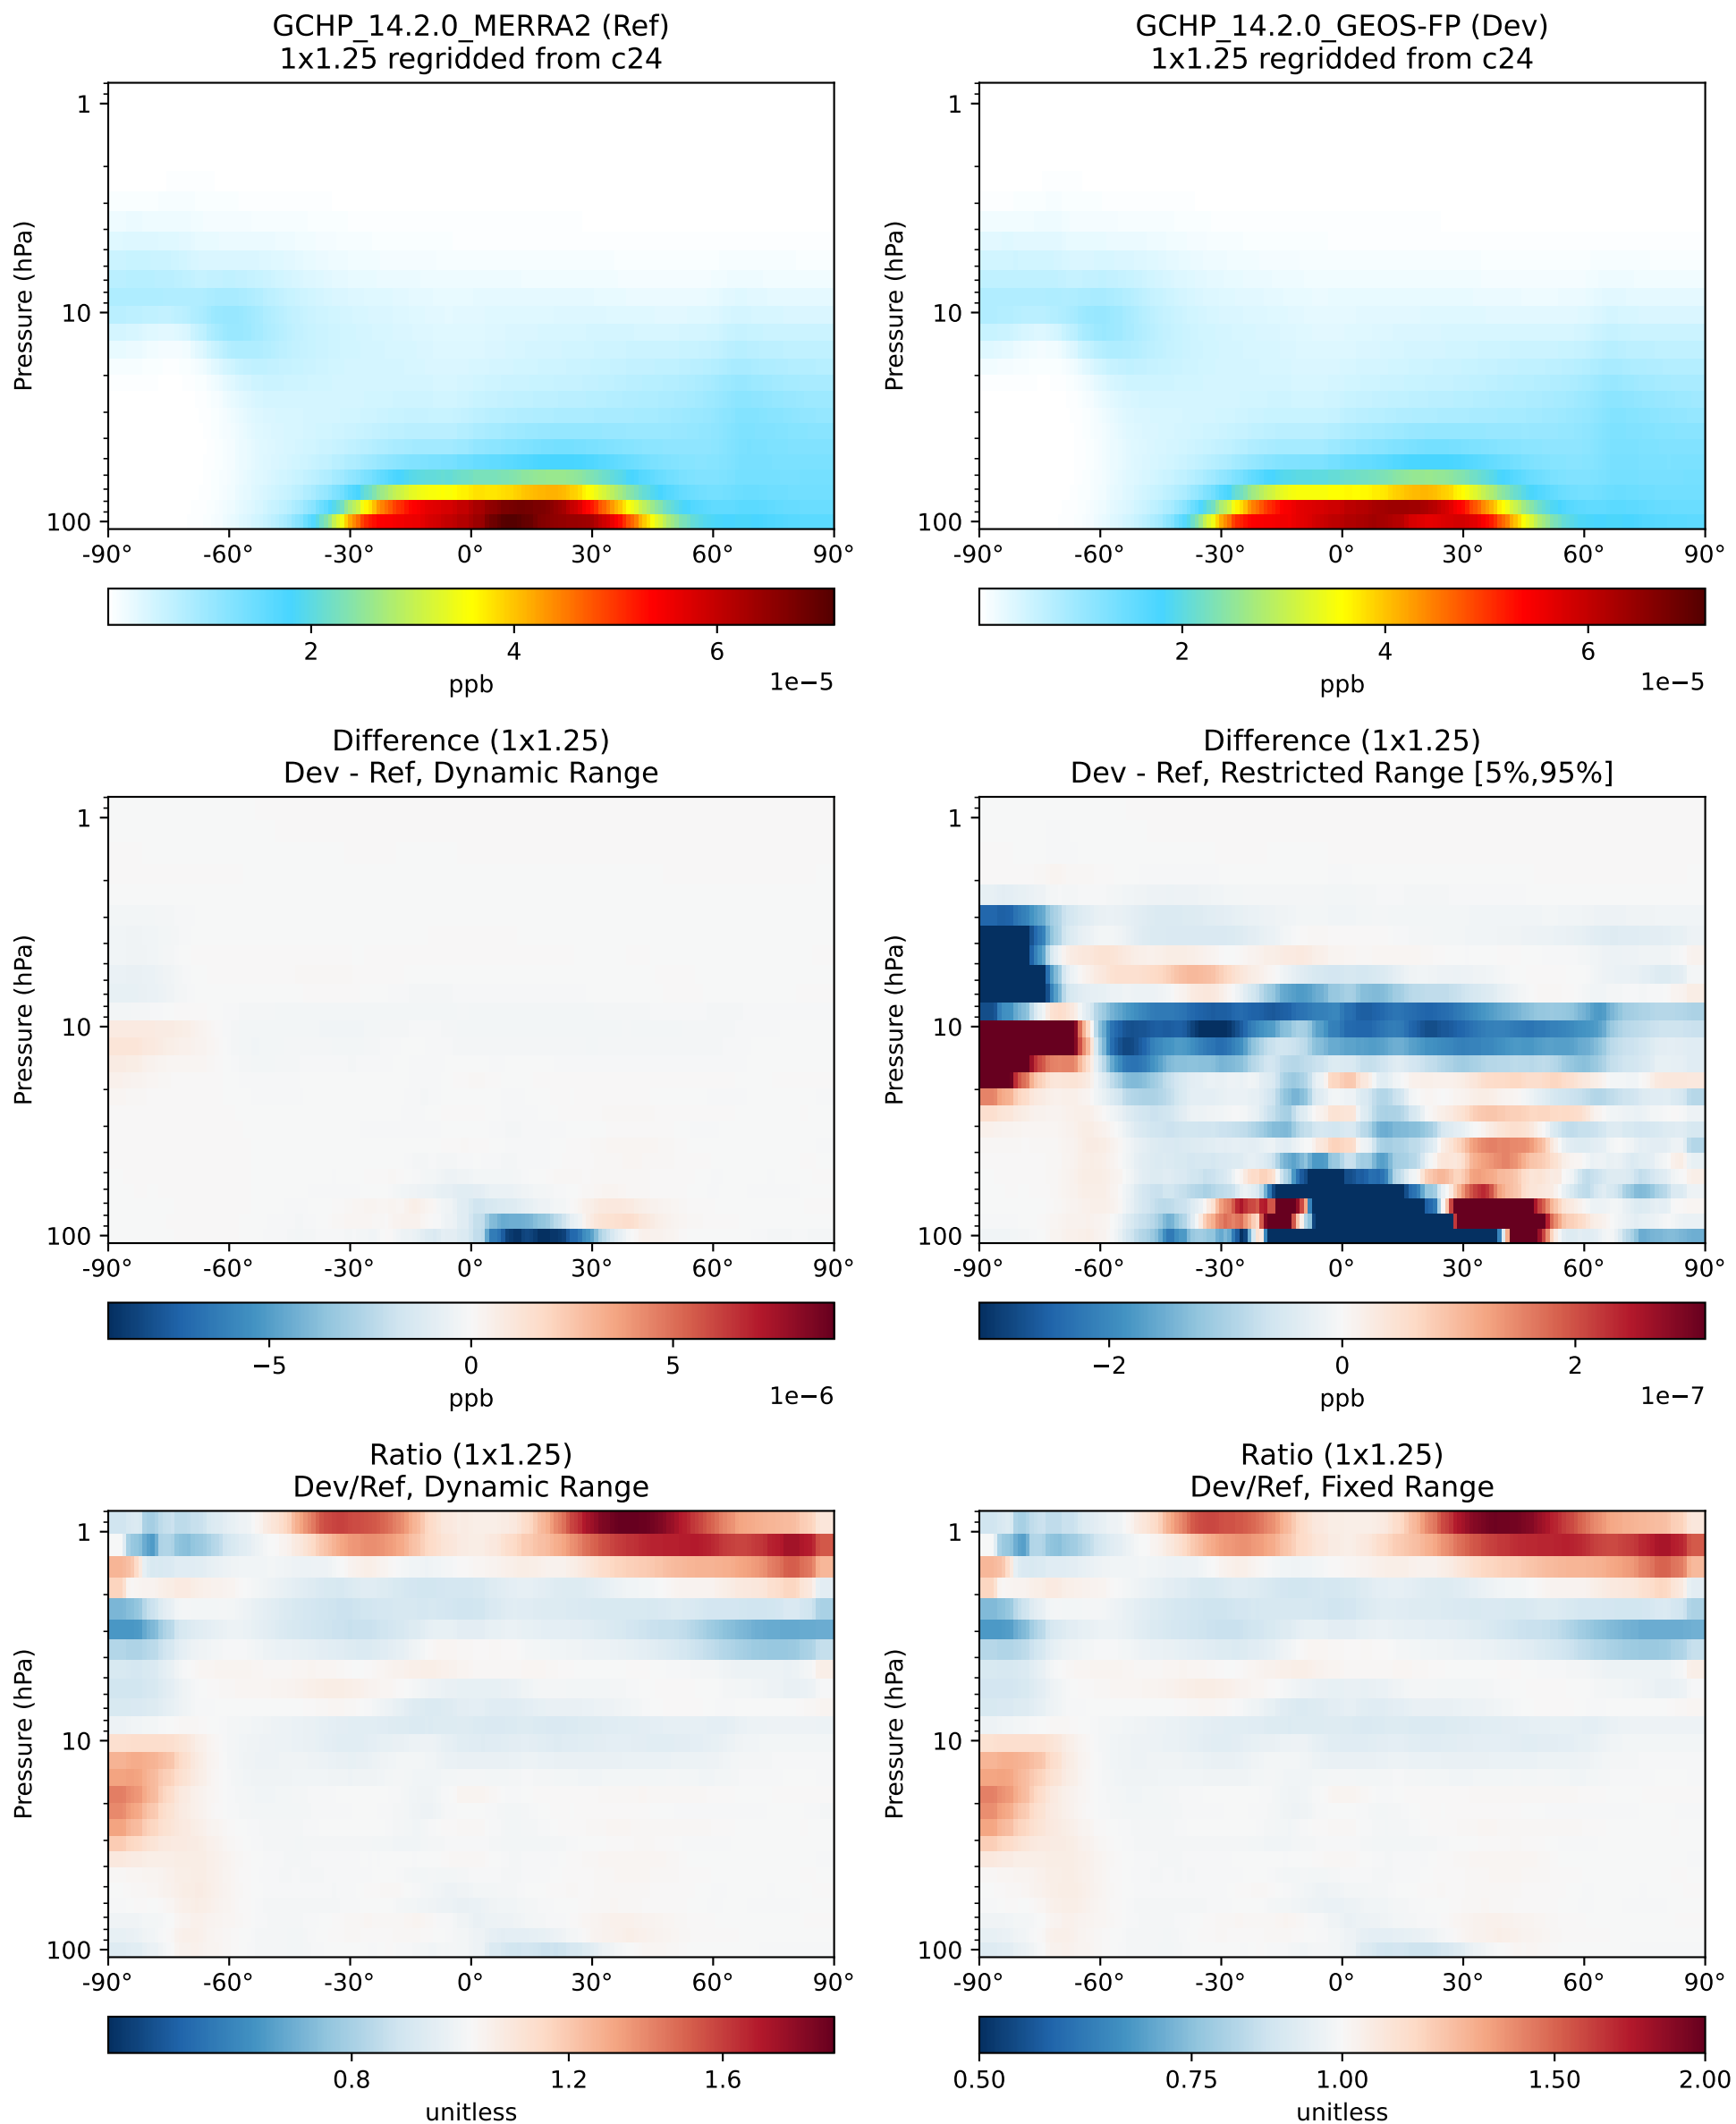 GCHP_14.2.0_MERRA2 (Ref)
1x1.25 regridded from c24
Pressure (hPa)
1
10
100
-90° -60° -30° 0° 30° 60° 90°
2 4 6
ppb
1e−5
GCHP_14.2.0_GEOS-FP (Dev)
1x1.25 regridded from c24
Pressure (hPa)
1
10
100
-90° -60° -30° 0° 30° 60° 90°
2 4 6
ppb
1e−5
Difference (1x1.25)
Dev - Ref, Dynamic Range
Pressure (hPa)
1
10
100
-90° -60° -30° 0° 30° 60° 90°
−5 0 5
ppb
1e−6
Difference (1x1.25)
Dev - Ref, Restricted Range [5%,95%]
Pressure (hPa)
1
10
100
-90° -60° -30° 0° 30° 60° 90°
−2 0 2
ppb
1e−7
Ratio (1x1.25)
Dev/Ref, Dynamic Range
Pressure (hPa)
1
10
100
-90° -60° -30° 0° 30° 60° 90°
0.8 1.2 1.6
unitless
Ratio (1x1.25)
Dev/Ref, Fixed Range
Pressure (hPa)
1
10
100
-90° -60° -30° 0° 30° 60° 90°
0.50 0.75 1.00 1.50 2.00
unitless